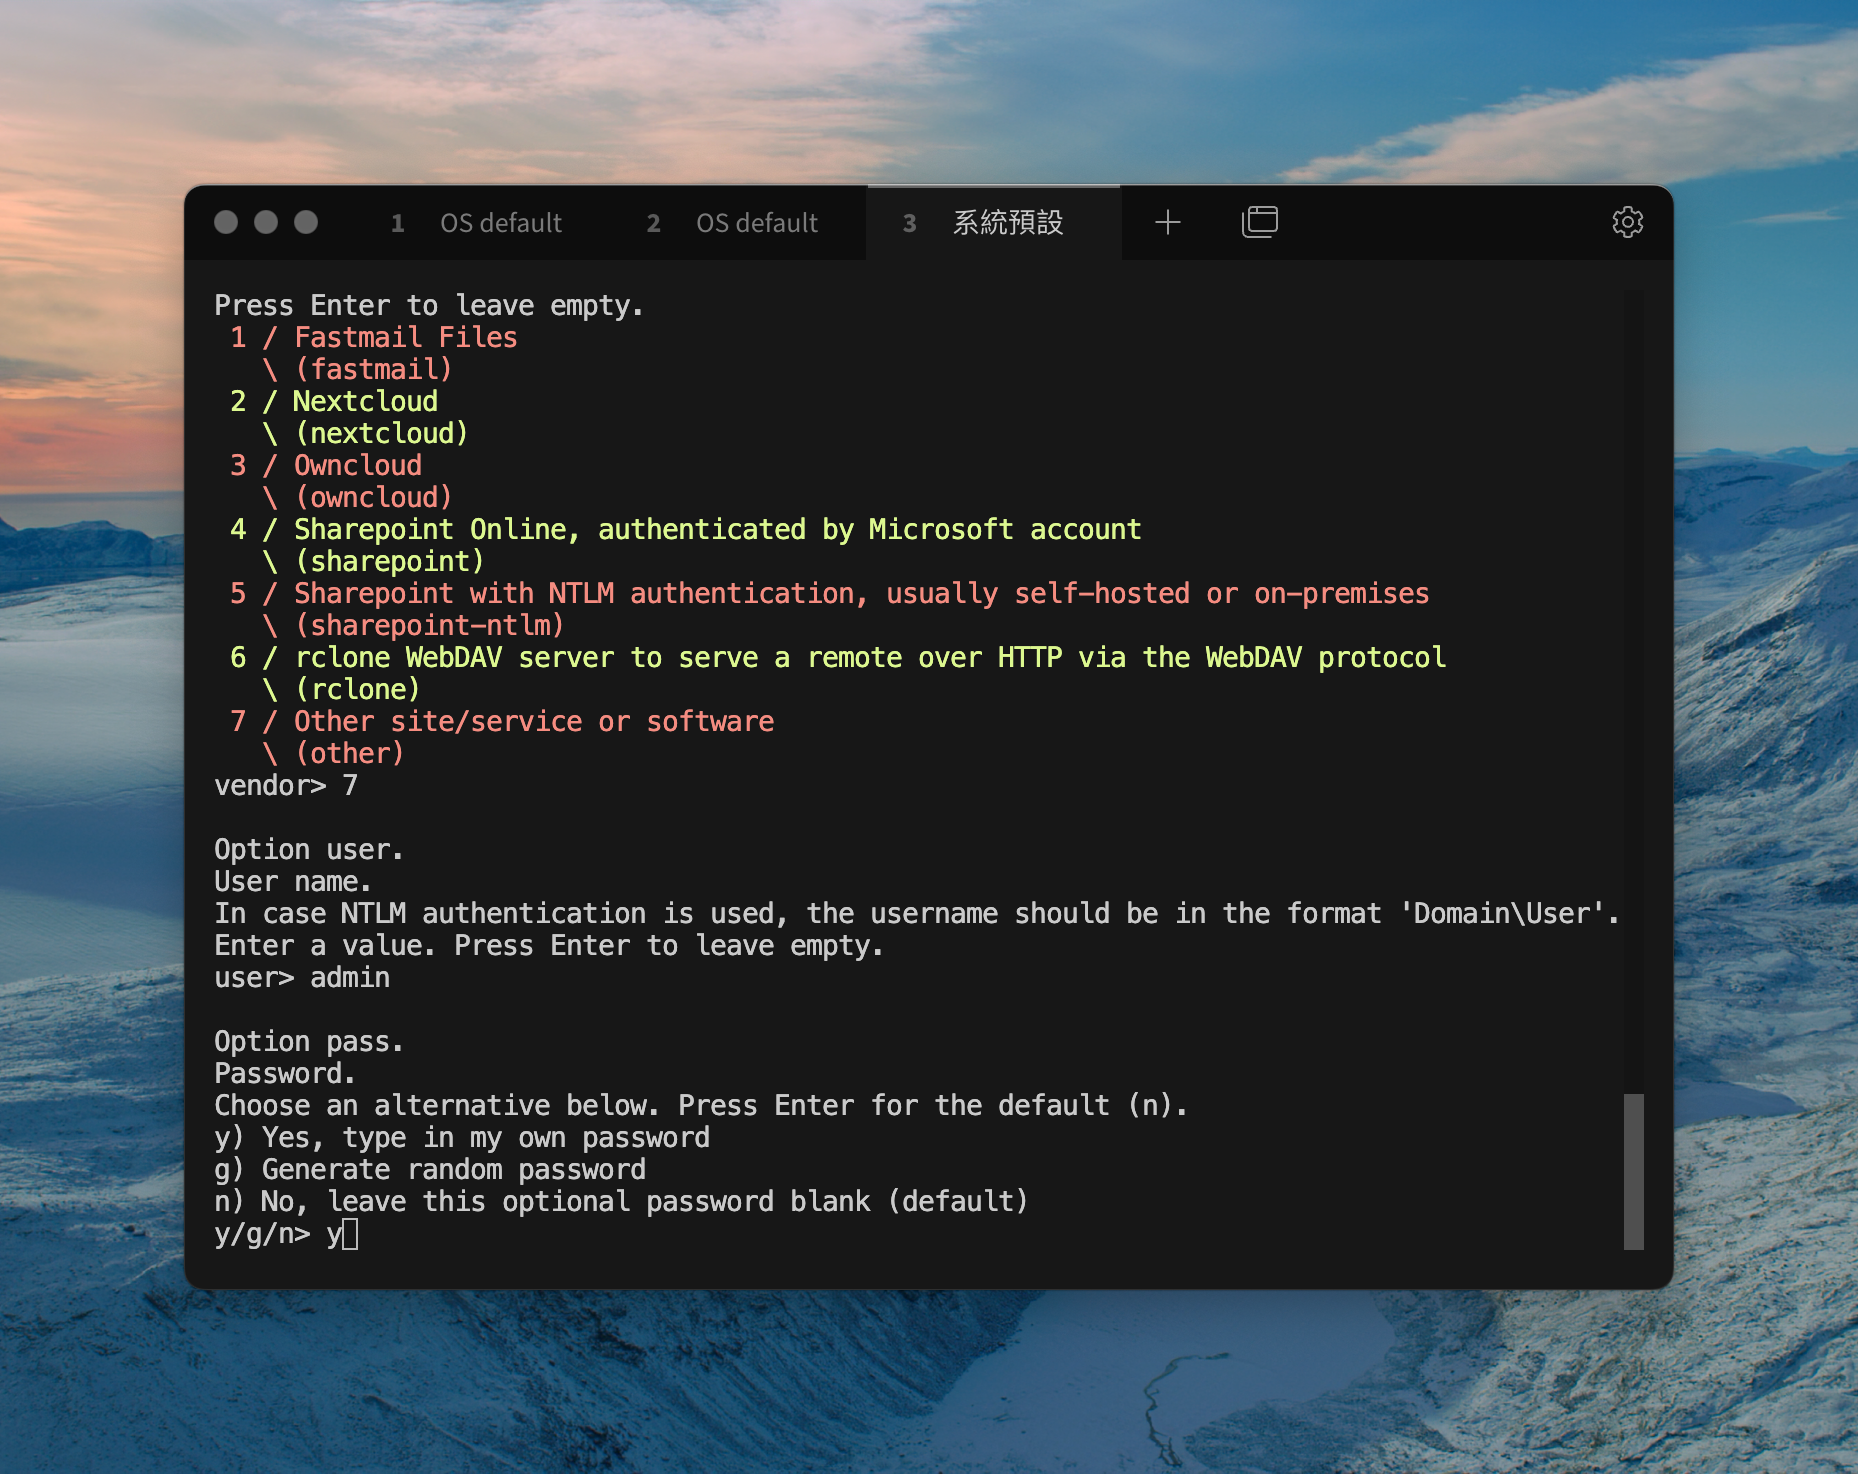 1 OS default 2 OS default 3 系統預設
Press Enter to leave empty.
1 / Fastmail Files
\ (fastmail)
2 / Nextcloud
\ (nextcloud)
3 / Owncloud
\ (owncloud)
4 / Sharepoint Online, authenticated by Microsoft account
\ (sharepoint)
5 / Sharepoint with NTLM authentication, usually self-hosted or on-premises
\ (sharepoint-ntlm)
6 / rclone WebDAV server to serve a remote over HTTP via the WebDAV protocol
\ (rclone)
7 / Other site/service or software
\ (other)
vendor> 7
Option user.
User name.
In case NTLM authentication is used, the username should be in the format 'Domain\User'.
Enter a value. Press Enter to leave empty.
user> admin
Option pass.
Password.
Choose an alternative below. Press Enter for the default (n).
y) Yes, type in my own password
g) Generate random password
n) No, leave this optional password blank (default)
y/g/n> y